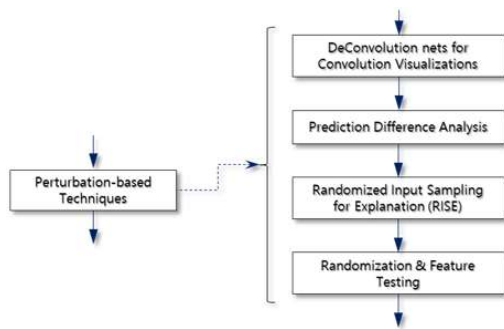 DeConvolution nets for
Convolution Visualizations
Prediction Difference Analysis
Perturbation-based
Techniques
Randomized Input Sampling
for Explanation (RISE)
Randomization & Feature
Testing